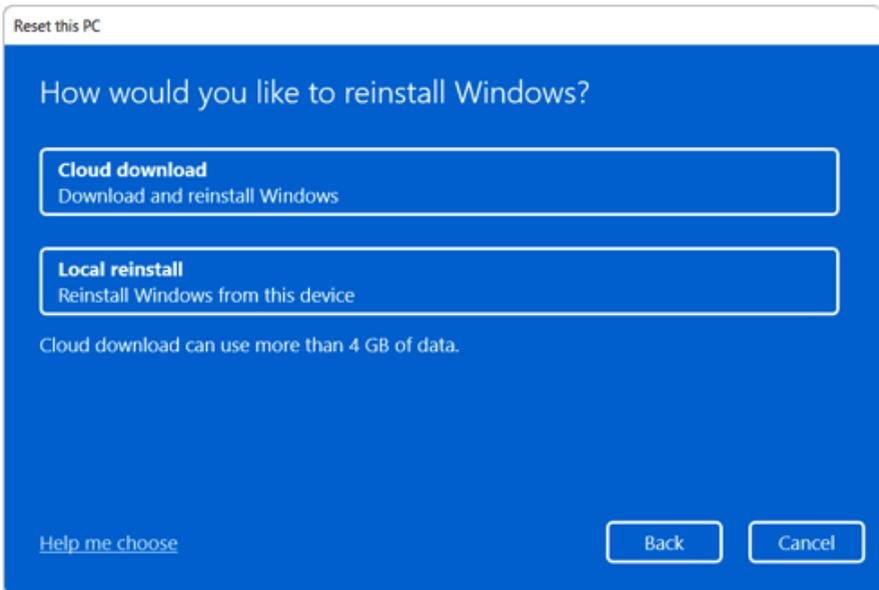 Reset this PC
How would you like to reinstall Windows?
Cloud download
Download and reinstall Windows
Local reinstall
Reinstall Windows from this device
Cloud download can use more than 4 GB of data.
Help me choose
Back
Cancel